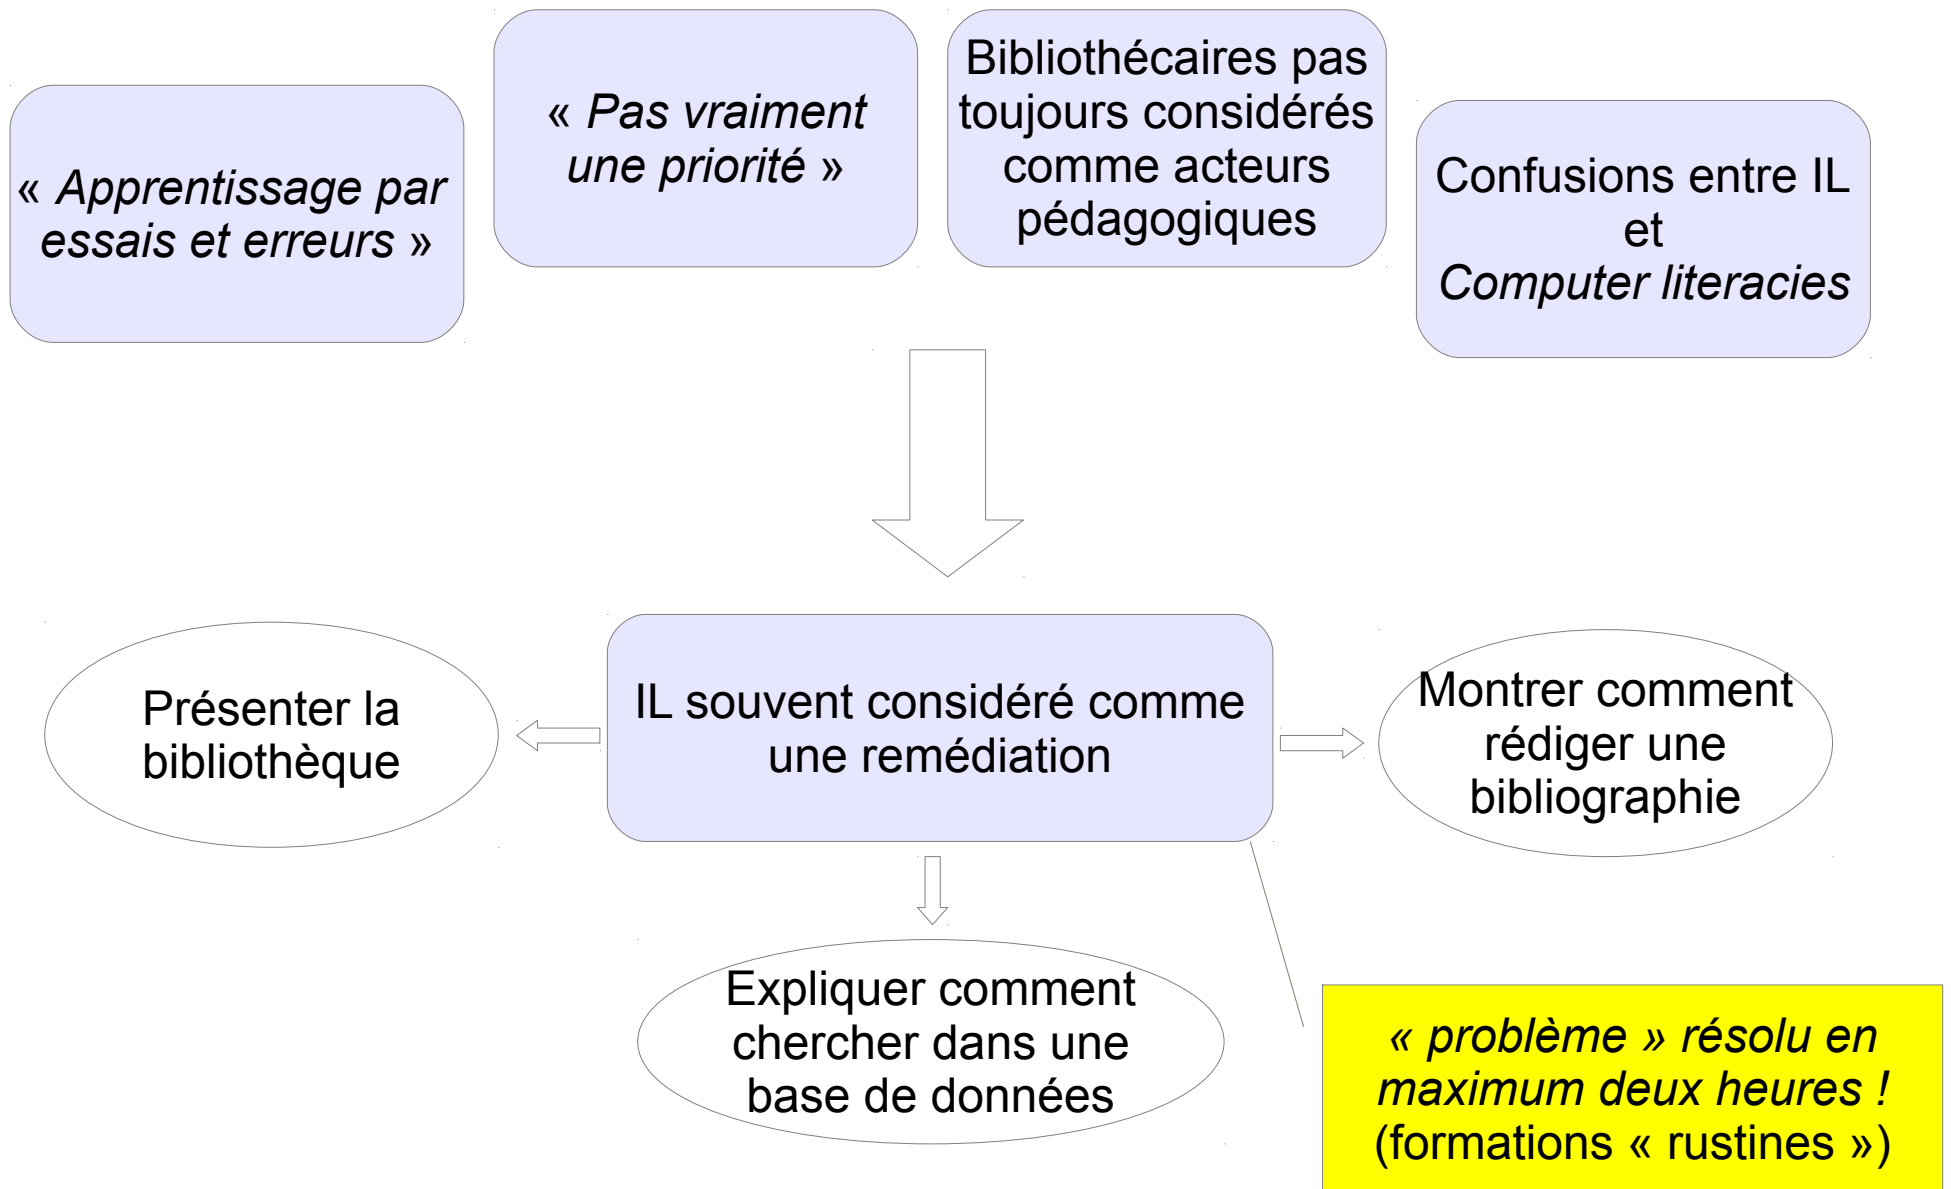 « Apprentissage par
essais et erreurs »
« Pas vraiment
une priorité »
Bibliothécaires pas
toujours considérés
comme acteurs
pédagogiques
Confusions entre IL
et
Computer literacies
IL souvent considéré comme
une remédiation
Présenter la
bibliothèque
Montrer comment
rédiger une
bibliographie
Expliquer comment
chercher dans une
base de données
« problème » résolu en
maximum deux heures !
(formations « rustines »)